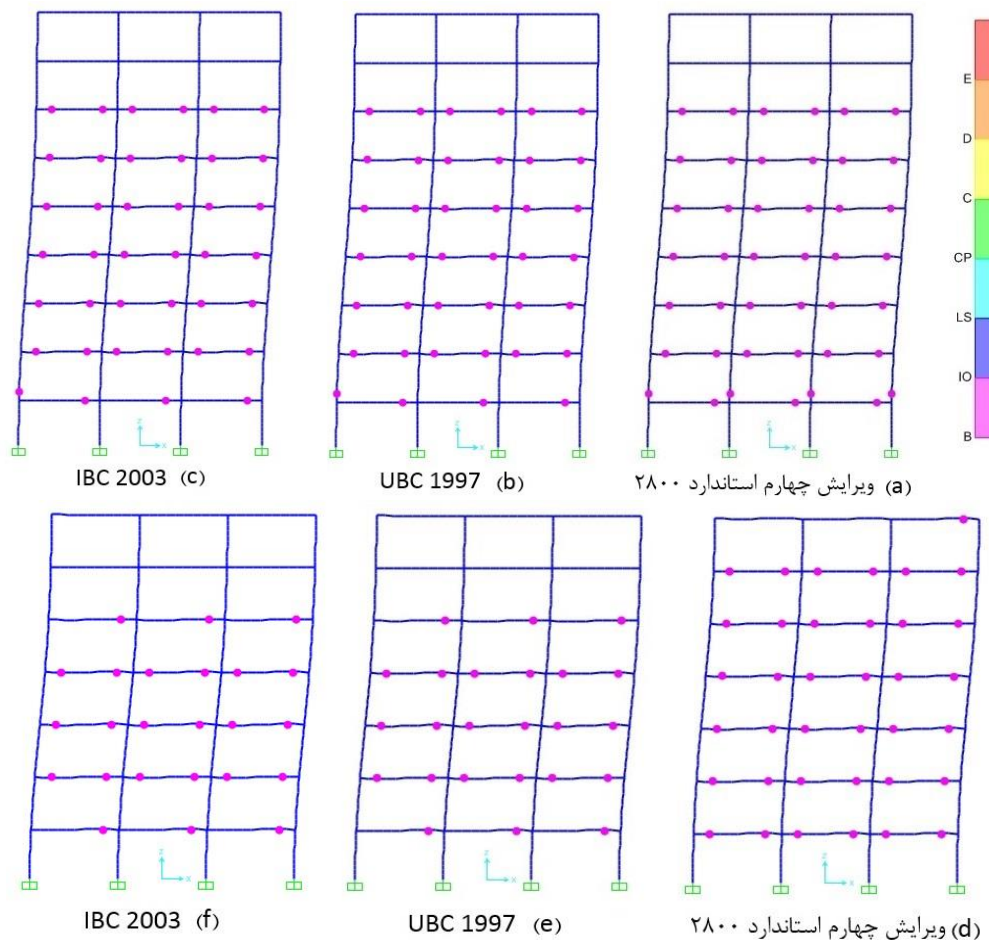 E
D
C
CP
LS
IO
B
IBC 2003 (c)
UBC 1997 (b)
(a) ویرایش چهارم استاندارد ۲۸۰۰
IBC 2003 (f)
UBC 1997 (e)
(d) ویرایش چهارم استاندارد ۲۸۰۰